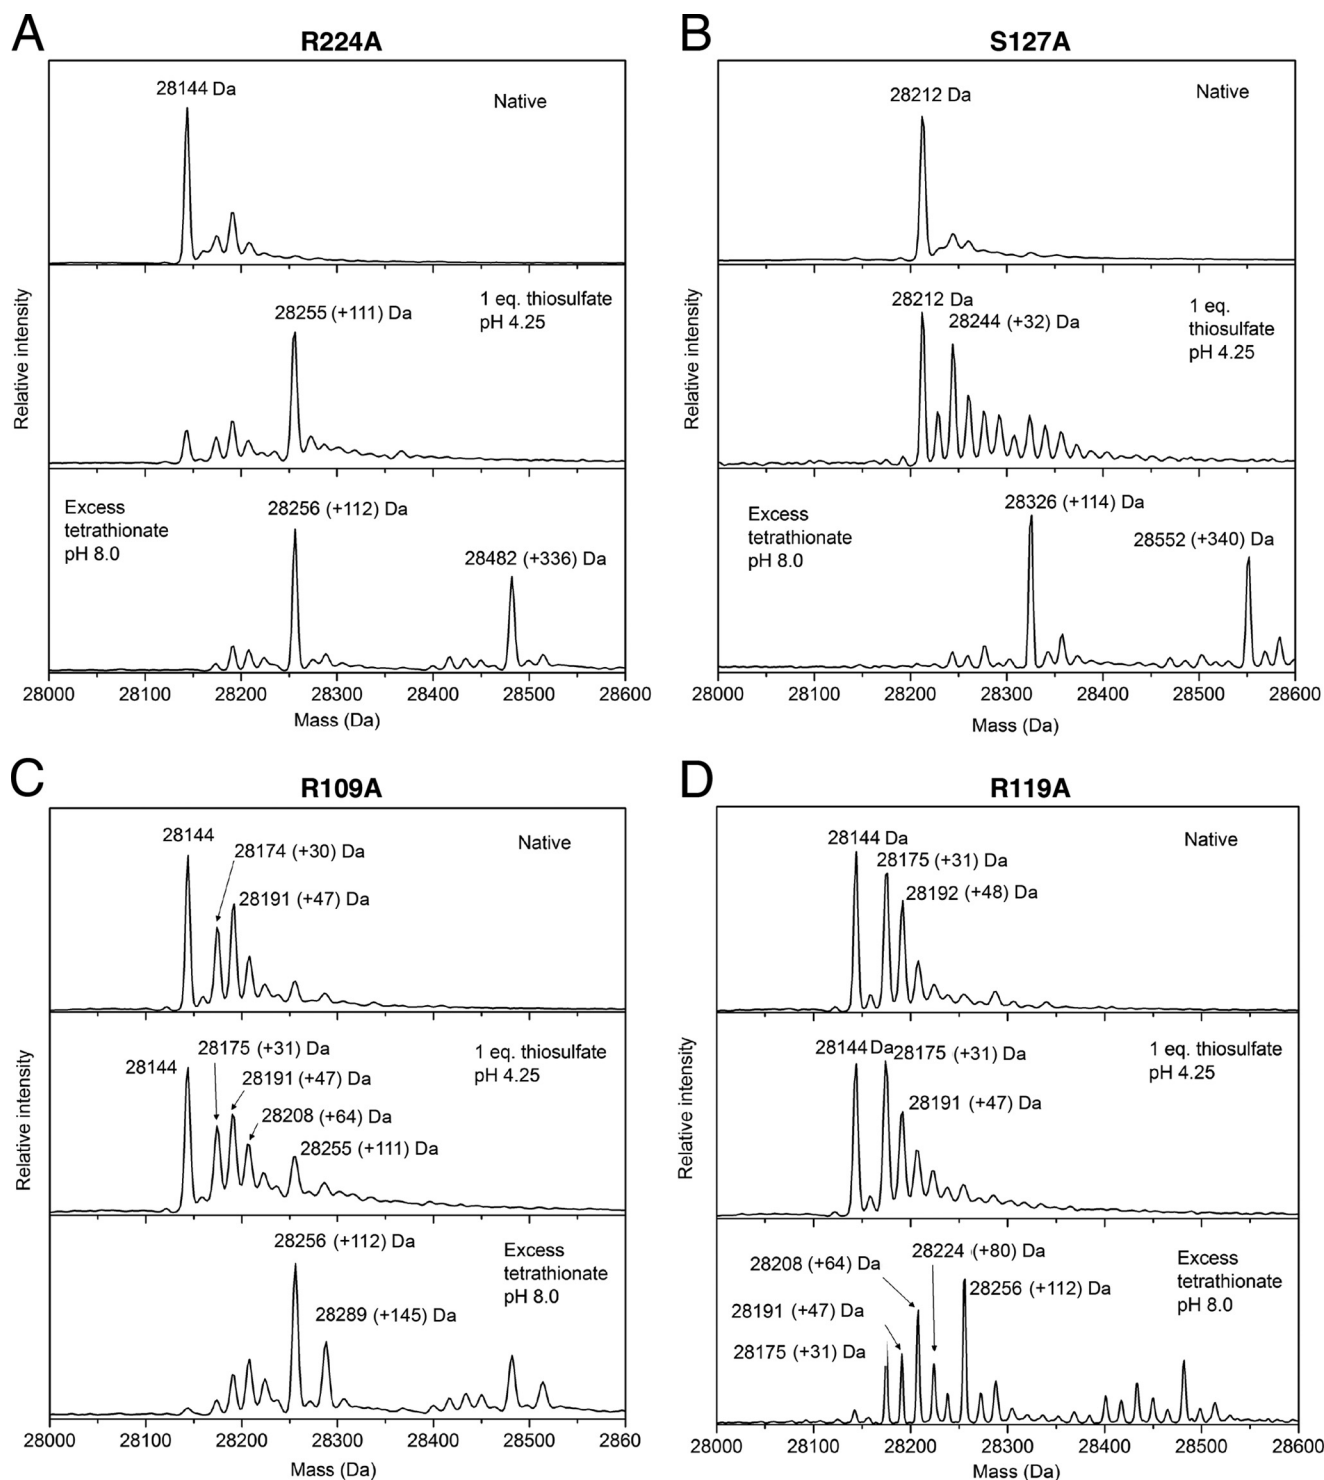 A
R224A
28144 Da
Native
28255 (+111) Da
1 eq. thiosulfate
pH 4.25
Relative intensity
Excess
tetrathionate
pH 8.0
28256 (+112) Da
28482 (+336) Da
28000 28100 28200 28300 28400 28500 28600
Mass (Da)
B
S127A
28212 Da
Native
28212 Da
28244 (+32) Da
1 eq.
thiosulfate
pH 4.25
Relative intensity
Excess
tetrathionate
pH 8.0
28326 (+114) Da
28552 (+340) Da
28000 28100 28200 28300 28400 28500 28600
Mass (Da)
C
R109A
28144
28174 (+30) Da
28191 (+47) Da
Native
28144
28175 (+31) Da
28191 (+47) Da
28208 (+64) Da
28255 (+111) Da
1 eq. thiosulfate
pH 4.25
Relative intensity
28256 (+112) Da
28289 (+145) Da
Excess
tetrathionate
pH 8.0
28000 28100 28200 28300 28400 28500 2860
Mass (Da)
D
R119A
28144 Da
28175 (+31) Da
28192 (+48) Da
Native
28144 Da
28175 (+31) Da
28191 (+47) Da
1 eq. thiosulfate
pH 4.25
Relative intensity
28208 (+64) Da
28224 (+80) Da
28191 (+47) Da
28175 (+31) Da
28256 (+112) Da
Excess
tetrathionate
pH 8.0
28000 28100 28200 28300 28400 28500 28600
Mass (Da)